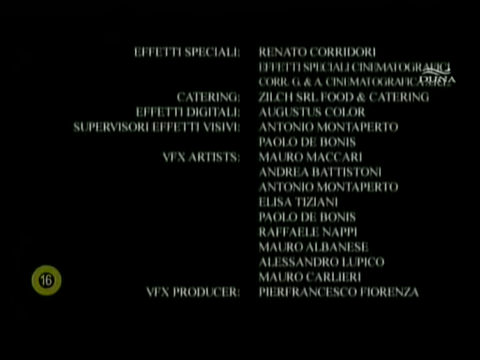 EFFETTI SPECIALI: RENATO CORRIDORI
EFFETTI SPECIALI CINEMATOGRAFICI
CORR. G. & A. CINEMATOGRAFICA
DUNA
CATERING: ZILCH SRL FOOD & CATERING
EFFETTI DIGITALI: AUGUSTUS COLOR
SUPERVISORI EFFETTI VISIVI: ANTONIO MONTAPERTO
PAOLO DE BONIS
VFX ARTISTS: MAURO MACCARI
ANDREA BATTISTONI
ANTONIO MONTAPERTO
ELISA TIZIANI
PAOLO DE BONIS
RAFFAELE NAPPI
MAURO ALBANESE
ALESSANDRO LUPICO
MAURO CARLIERI
16
VFX PRODUCER: PIERFRANCESCO FIORENZA